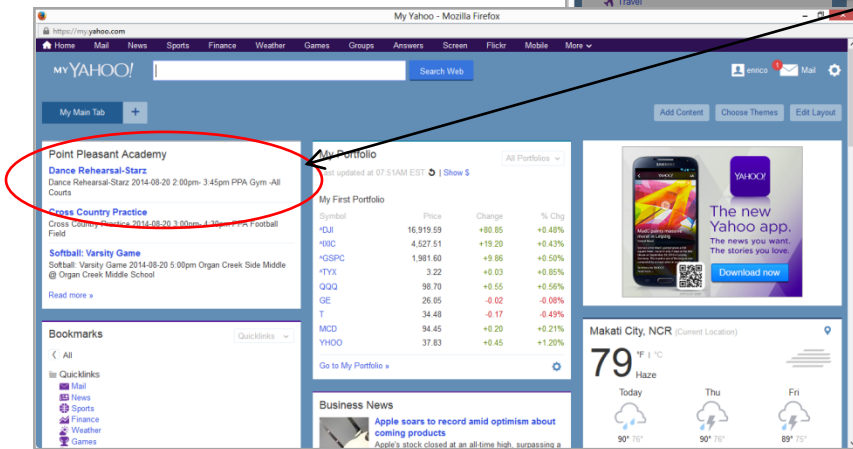 Travel
My Yahoo - Mozilla Firefox
https://my.yahoo.com
Home Mail News Sports Finance Weather Games Groups Answers Screen Flickr Mobile More
MY YAHOO! Search Web enrico 1 Mail
My Main Tab + Add Content Choose Themes Edit Layout
Point Pleasant Academy
Dance Rehearsal-Starz
Dance Rehearsal-Starz 2014-08-20 2:00pm- 3:45pm PPA Gym -All
Courts
Cross Country Practice
Cross Country Practice 2014-08-20 3:00pm- 4:30pm PPA Football
Field
Softball: Varsity Game
Softball: Varsity Game 2014-08-20 5:00pm Organ Creek Side Middle
@ Organ Creek Middle School
Read more »
Bookmarks Quicklinks
All
Quicklinks
Mail
News
Sports
Finance
Weather
Games
My Portfolio All Portfolios
Last updated at 07:51AM EST | Show $
My First Portfolio
Symbol Price Change % Chg
^DJI 16,919.59 +80.85 +0.48%
^IXIC 4,527.51 +19.20 +0.43%
^GSPC 1,981.60 +9.86 +0.50%
^TYX 3.22 +0.03 +0.85%
QQQ 98.70 +0.55 +0.56%
GE 26.05 -0.02 -0.08%
T 34.48 -0.17 -0.49%
MCD 94.45 +0.20 +0.21%
YHOO 37.83 +0.45 +1.20%
Go to My Portfolio »
Business News
Apple soars to record amid optimism about
coming products
Apple's stock closed at an all-time high, surpassing a
YAHOO!
The new
Yahoo app.
The news you want.
The stories you love.
Download now
Makati City, NCR (Current Location)
79 °F | °C
Haze
Today Thu Fri
90° 76° 90° 76° 89° 75°